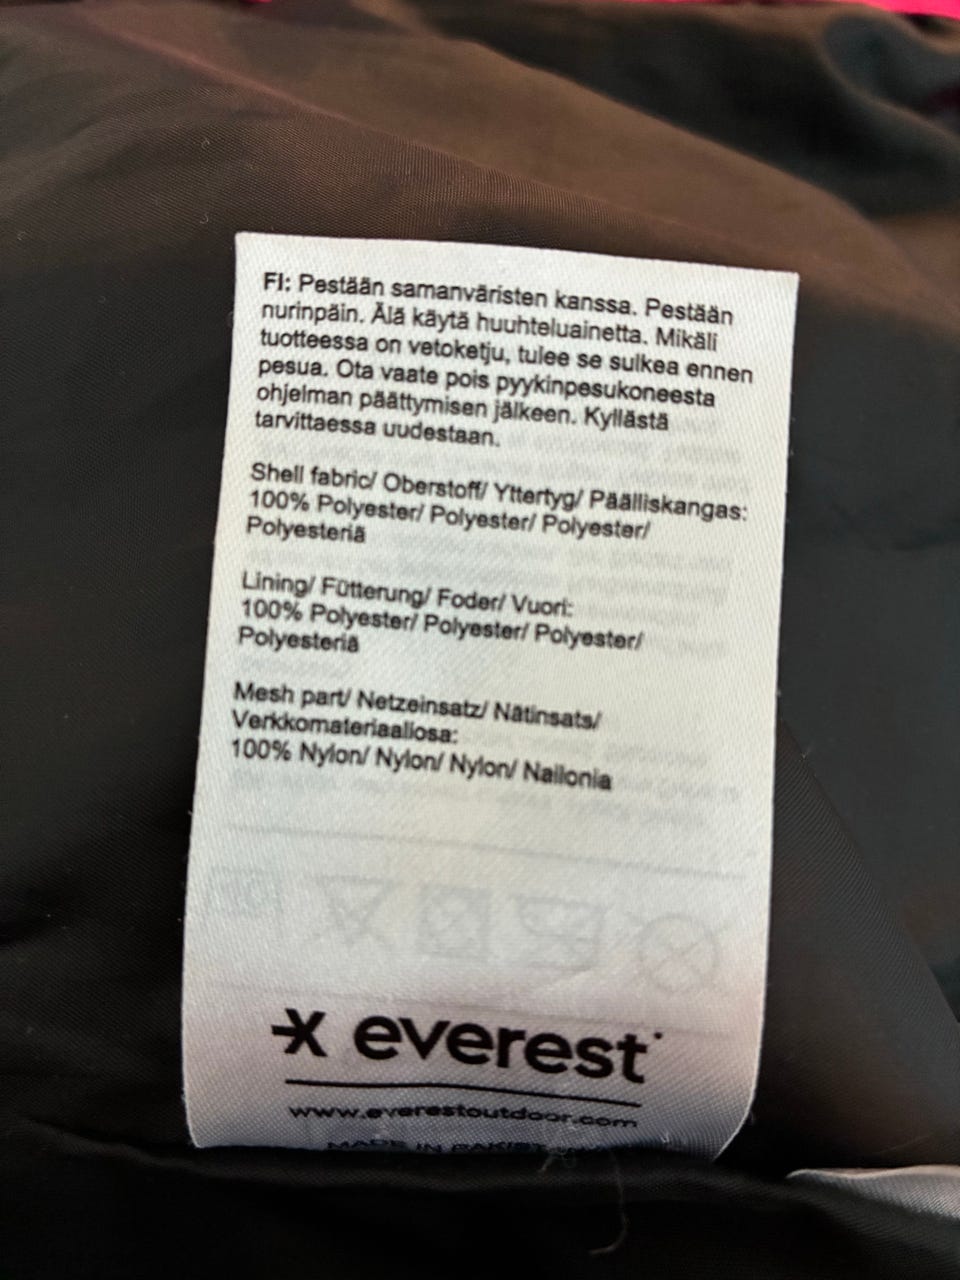 FI: Pestään samanväristen kanssa. Pestään
nurinpäin. Älä käytä huuhteluainetta. Mikäli
tuotteessa on vetoketju, tulee se sulkea ennen
pesua. Ota vaate pois pyykinpesukoneesta
ohjelman päättymisen jälkeen. Kyllästä
tarvittaessa uudestaan.
Shell fabric/ Oberstoff/ Yttertyg/ Päälliskangas:
100% Polyester/ Polyester/ Polyester/
Polyesteriä
Lining/ Fütterung/ Foder/ Vuori:
100% Polyester/ Polyester/ Polyester/
Polyesteriä
Mesh part/ Netzeinsatz/ Nätinsats/
Verkkomateriaaliosa:
100% Nylon/ Nylon/ Nylon/ Nailonia
everest
www.everestoutdoor.com
MADE IN